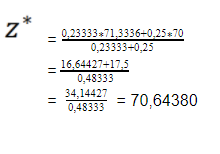 z* = 0,23333*71,3336+0,25*70 / 0,23333+0,25
= 16,64427+17,5 / 0,48333
= 34,14427 / 0,48333 = 70,64380